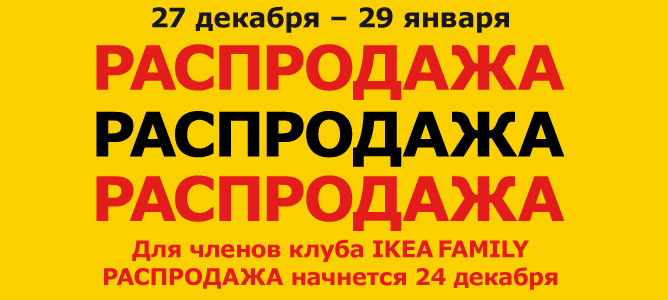 27 декабря – 29 января
РАСПРОДАЖА
РАСПРОДАЖА
РАСПРОДАЖА
Для членов клуба IKEA FAMILY
РАСПРОДАЖА начнется 24 декабря